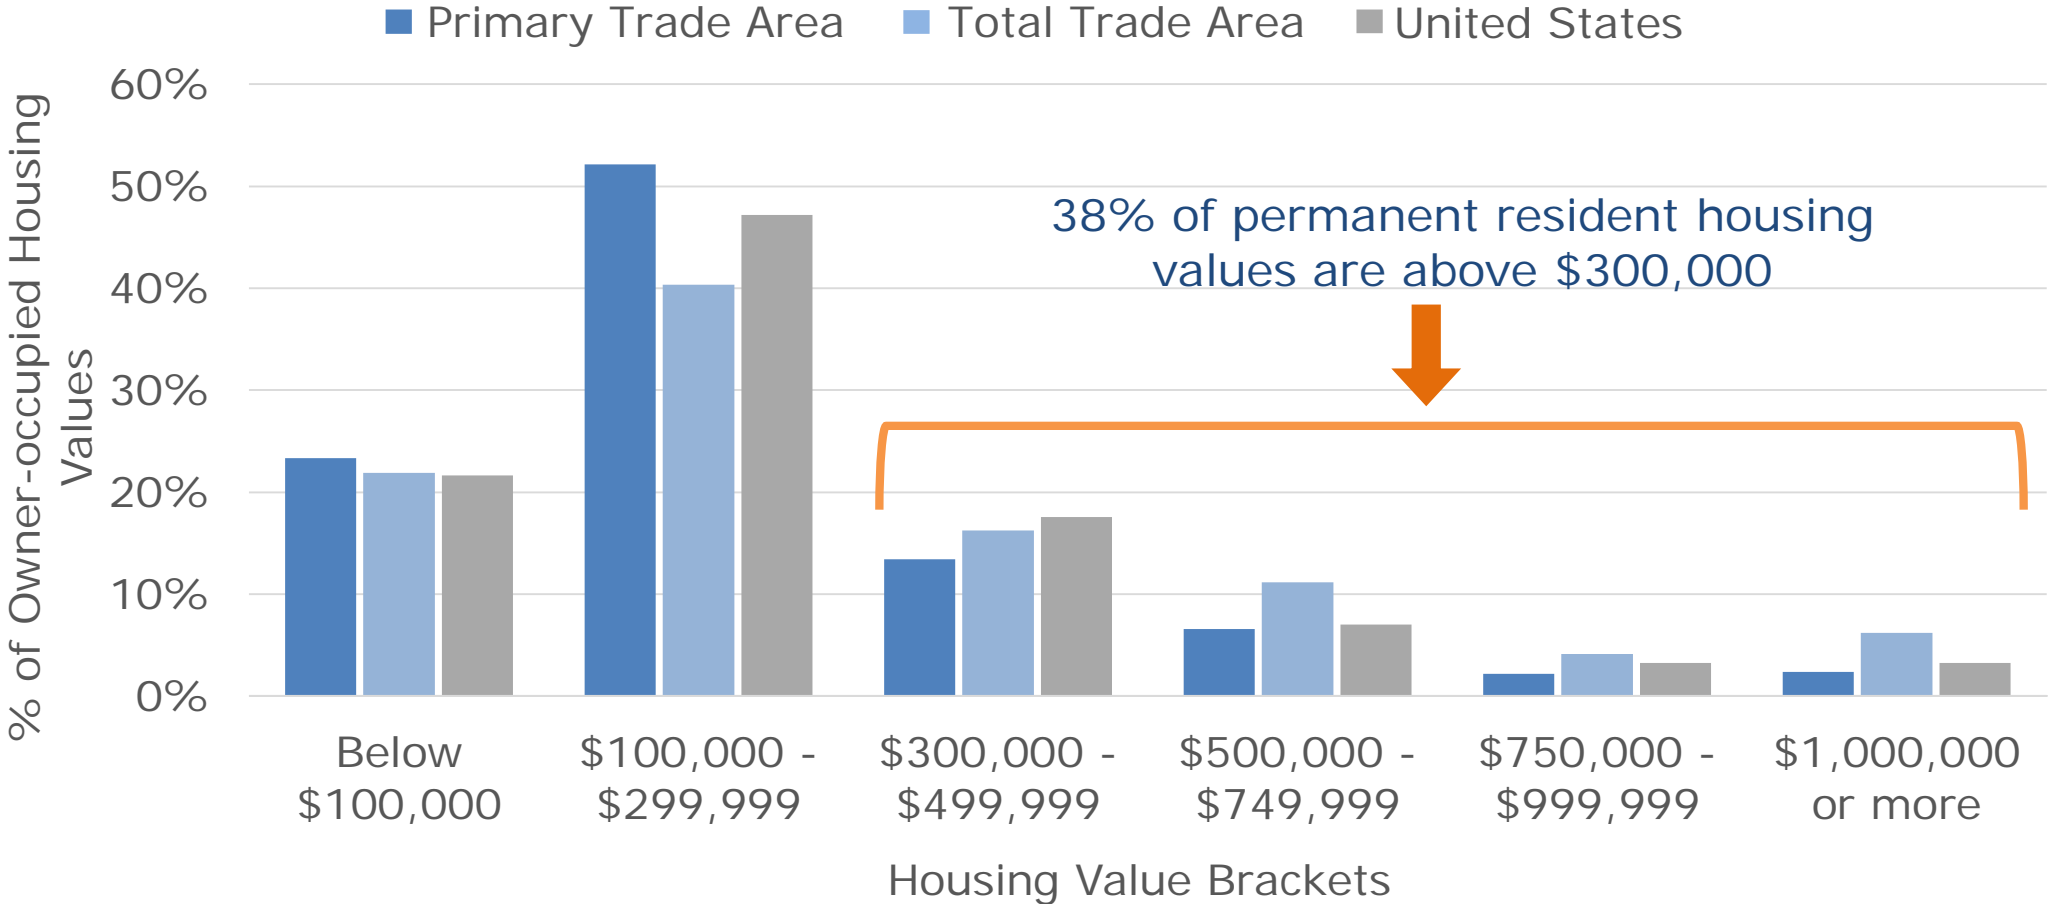 Primary Trade Area
Total Trade Area
United States
% of Owner-occupied Housing
Values
60%
50%
40%
30%
20%
10%
0%
38% of permanent resident housing
values are above $300,000
Below
$100,000
$100,000 -
$299,999
$300,000 -
$499,999
$500,000 -
$749,999
$750,000 -
$999,999
$1,000,000
or more
Housing Value Brackets